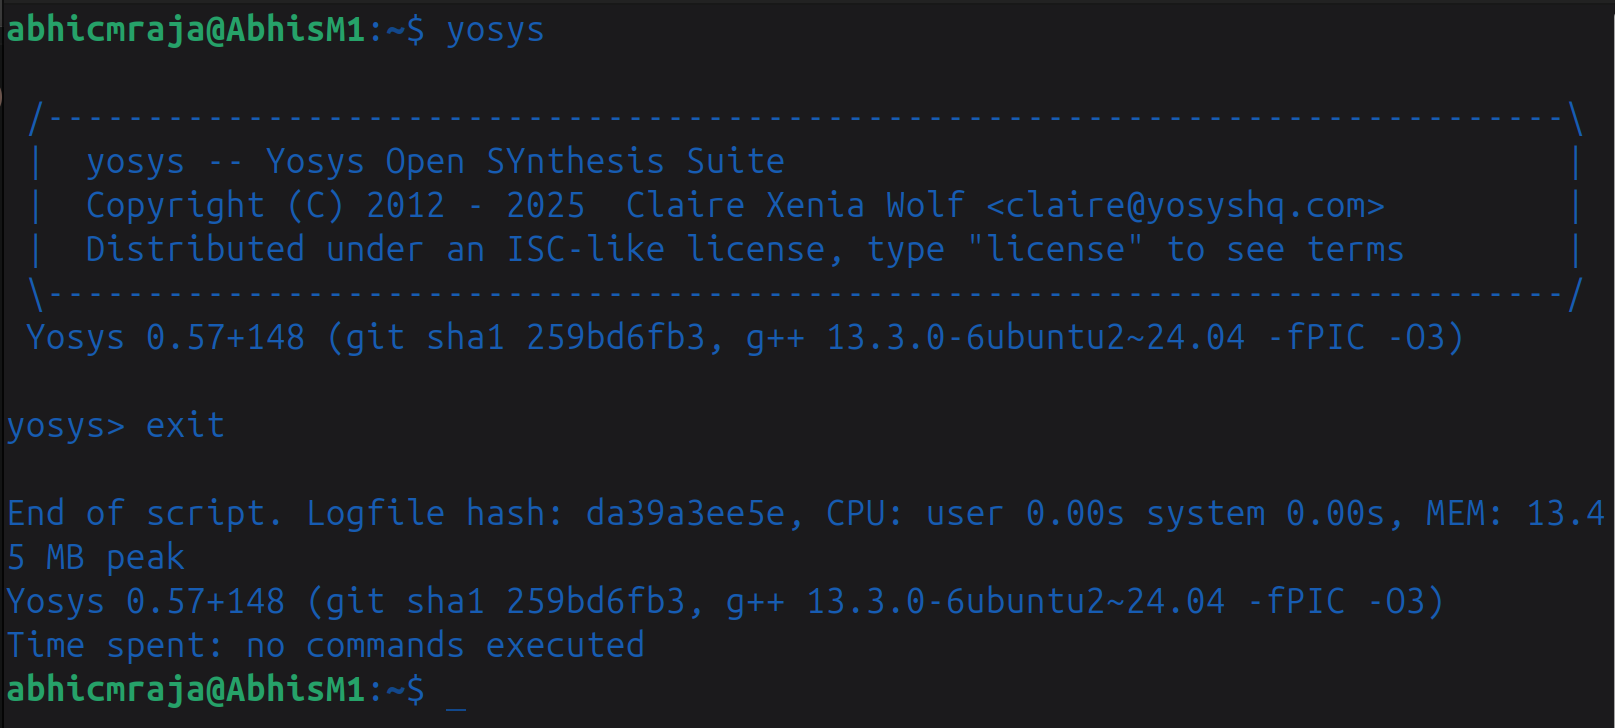 abhicmraja@AbhisM1:~$ yosys
/----------------------------------------------------------------------------\
|  yosys -- Yosys Open SYnthesis Suite                                       |
|  Copyright (C) 2012 - 2025  Claire Xenia Wolf <claire@yosyshq.com>         |
|  Distributed under an ISC-like license, type "license" to see terms        |
\----------------------------------------------------------------------------/
Yosys 0.57+148 (git sha1 259bd6fb3, g++ 13.3.0-6ubuntu2~24.04 -fPIC -O3)
yosys> exit
End of script. Logfile hash: da39a3ee5e, CPU: user 0.00s system 0.00s, MEM: 13.4
5 MB peak
Yosys 0.57+148 (git sha1 259bd6fb3, g++ 13.3.0-6ubuntu2~24.04 -fPIC -O3)
Time spent: no commands executed
abhicmraja@AbhisM1:~$ _